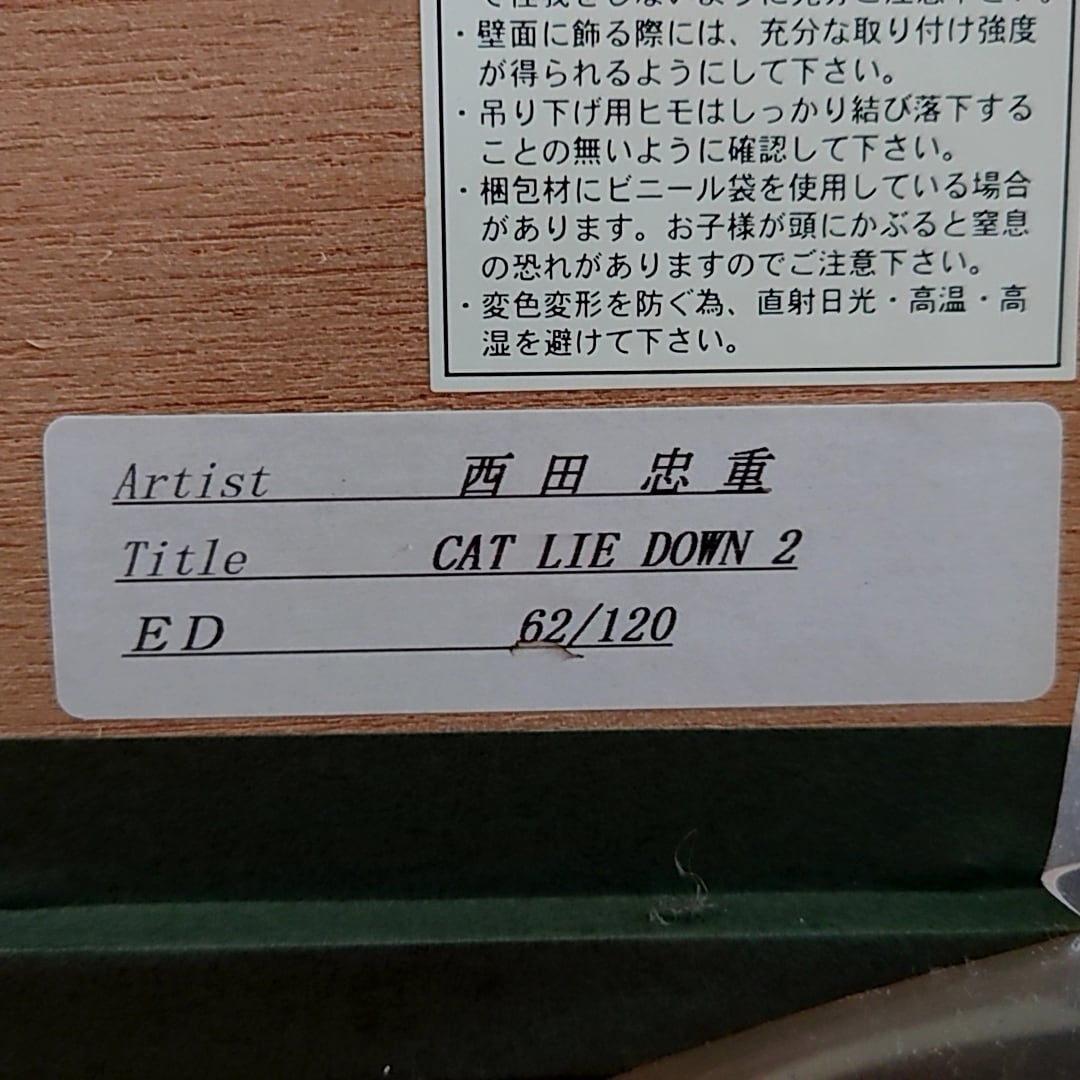 ・壁面に飾る際には、充分な取り付け強度
が得られるようにして下さい。
・吊り下げ用ヒモはしっかり結び落下する
ことの無いように確認して下さい。
・梱包材にビニール袋を使用している場合
があります。お子様が頭にかぶると窒息
の恐れがありますのでご注意下さい。
・変色変形を防ぐ為、直射日光・高温・高
湿を避けて下さい。
Artist 西田 忠重
Title CAT LIE DOWN 2
ED 62/120